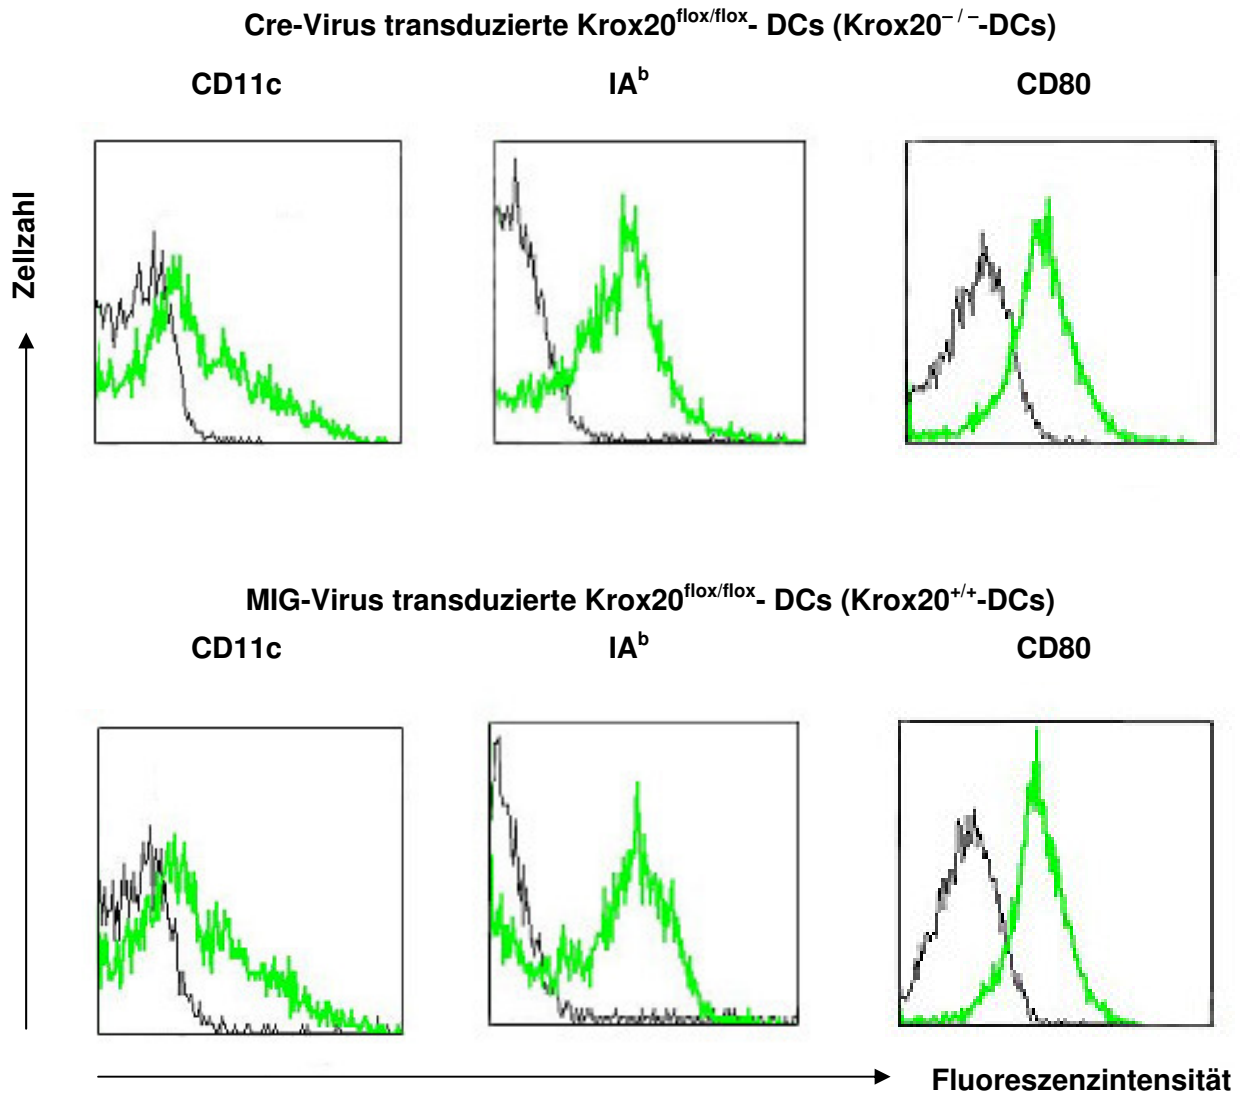 Cre-Virus transduzierte Krox20flox/flox- DCs (Krox20–/–-DCs)
CD11c
IAb
CD80
Zellzahl
MIG-Virus transduzierte Krox20flox/flox- DCs (Krox20+/+-DCs)
CD11c
IAb
CD80
Fluoreszenzintensität